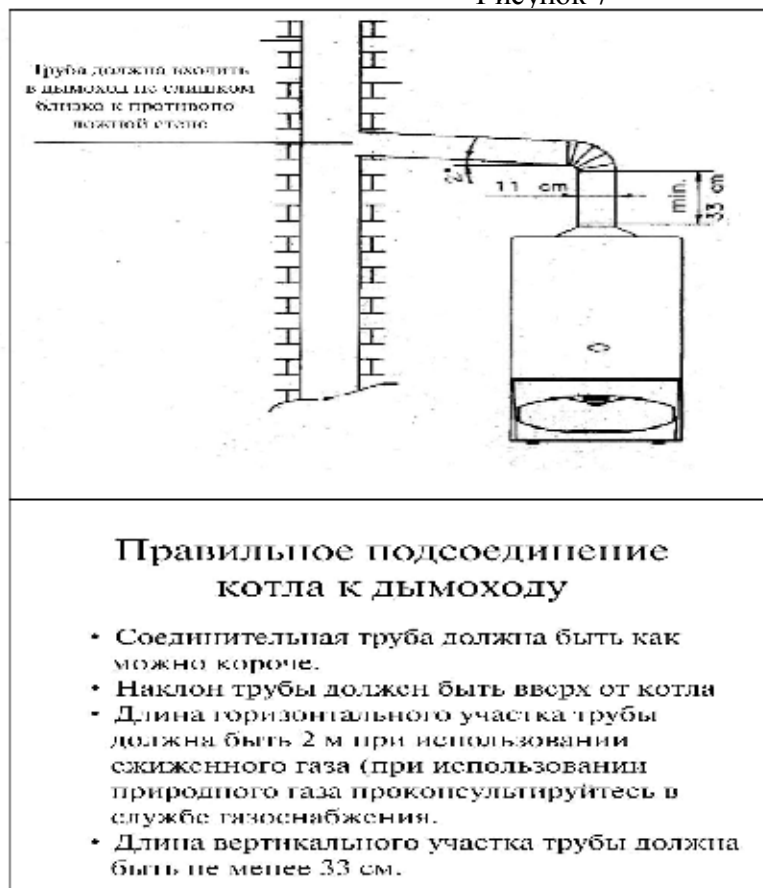 Рисунок 7
Труба должна входить
в дымоход не слишком
близко к противопо
ложной стене
2°
11 cm
min.
33 cm
Правильное подсоединение
котла к дымоходу
• Соединительная труба должна быть как
можно короче.
• Наклон трубы должен быть вверх от котла
• Длина горизонтального участка трубы
должна быть 2 м при использовании
сжиженного газа (при использовании
природного газа проконсультируйтесь в
службе газоснабжения.
• Длина вертикального участка трубы должна
быть не менее 33 см.